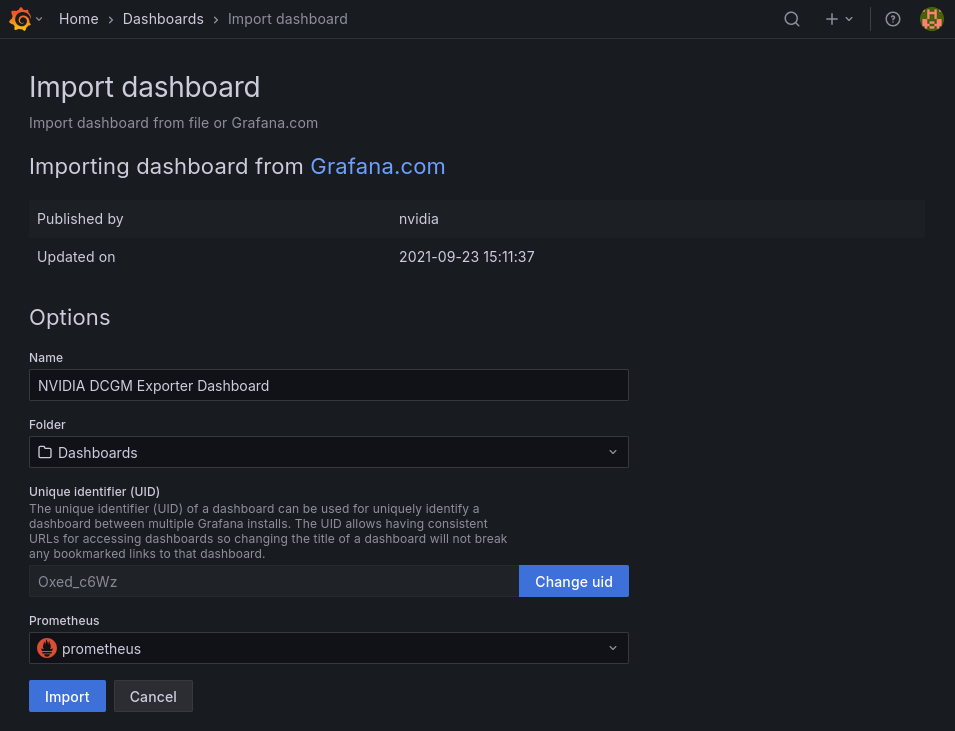 Home › Dashboards › Import dashboard
Import dashboard
Import dashboard from file or Grafana.com
Importing dashboard from Grafana.com
Published by nvidia
Updated on 2021-09-23 15:11:37
Options
Name
NVIDIA DCGM Exporter Dashboard
Folder
Dashboards
Unique identifier (UID)
The unique identifier (UID) of a dashboard can be used for uniquely identify a
dashboard between multiple Grafana installs. The UID allows having consistent
URLs for accessing dashboards so changing the title of a dashboard will not break
any bookmarked links to that dashboard.
Oxed_c6Wz Change uid
Prometheus
prometheus
Import Cancel